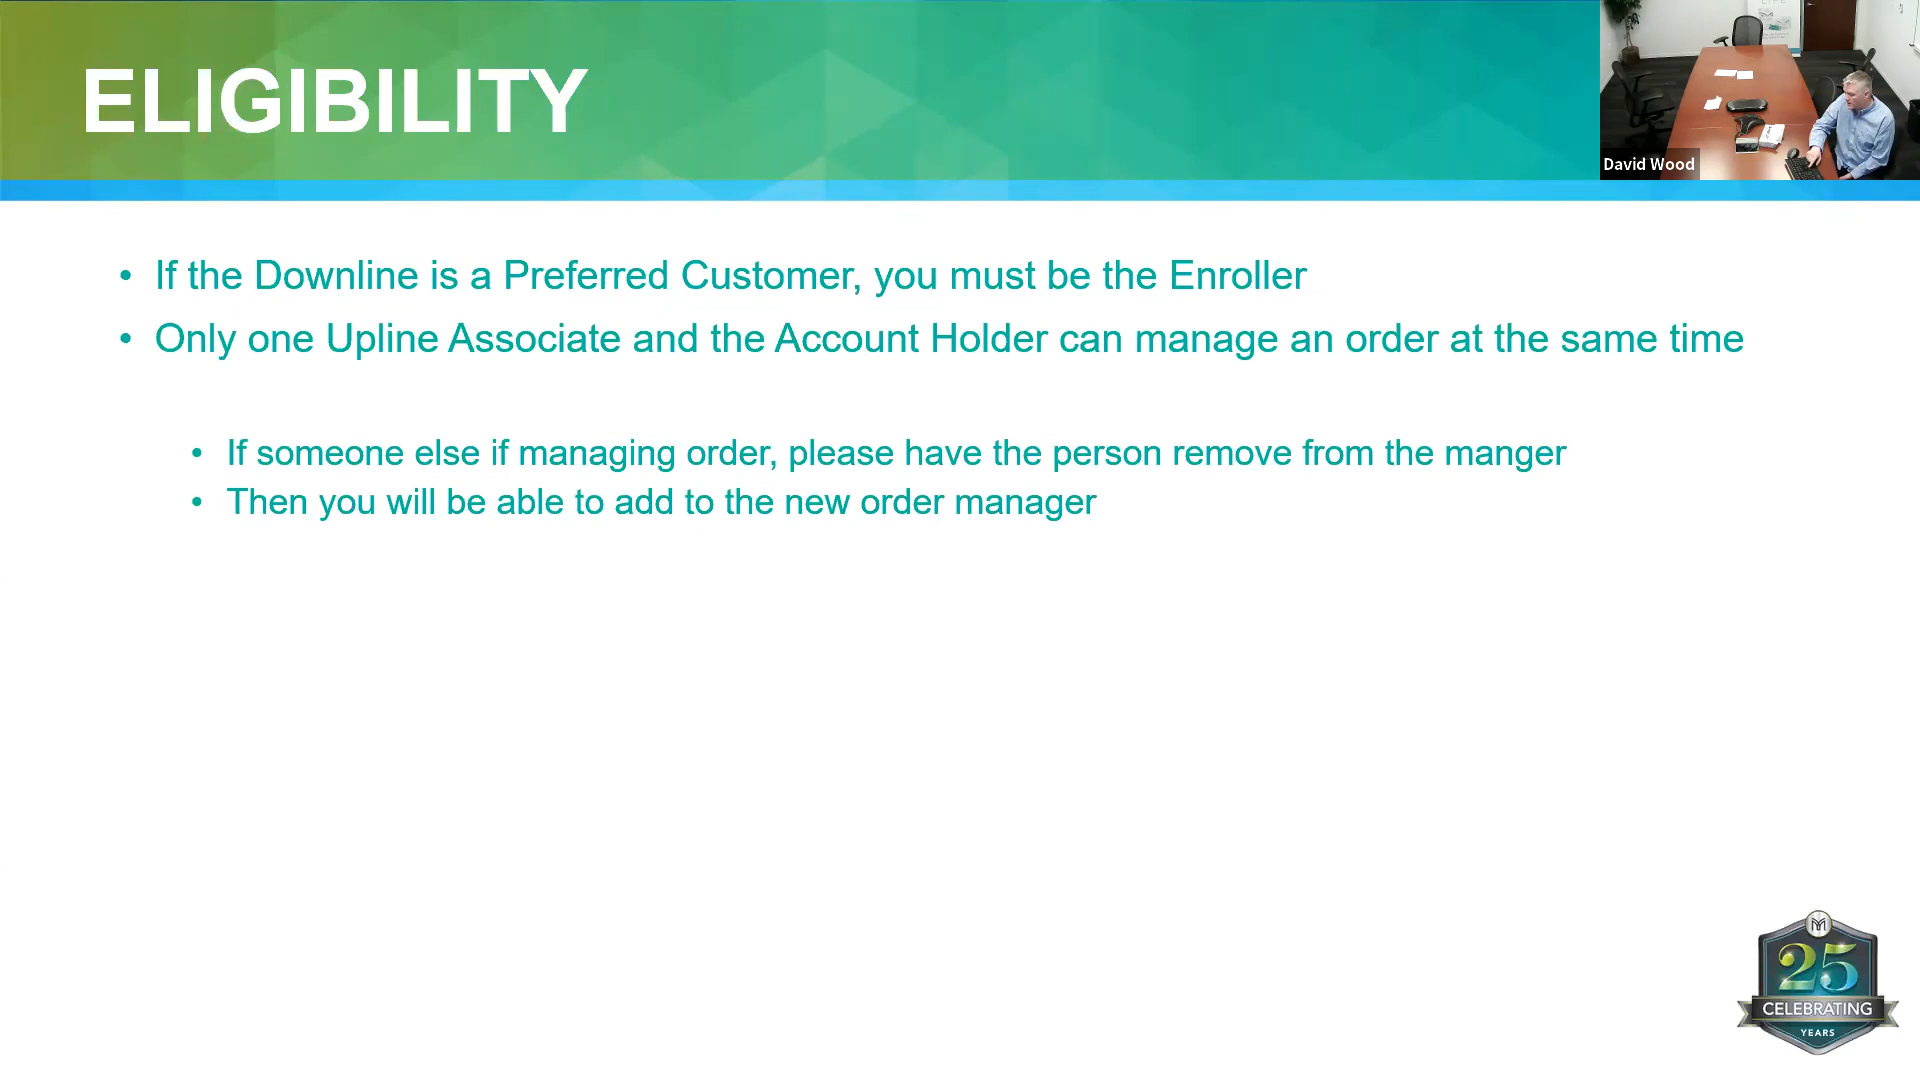 ELIGIBILITY
David Wood
• If the Downline is a Preferred Customer, you must be the Enroller
• Only one Upline Associate and the Account Holder can manage an order at the same time
• If someone else if managing order, please have the person remove from the manger
• Then you will be able to add to the new order manager
25
CELEBRATING
YEARS